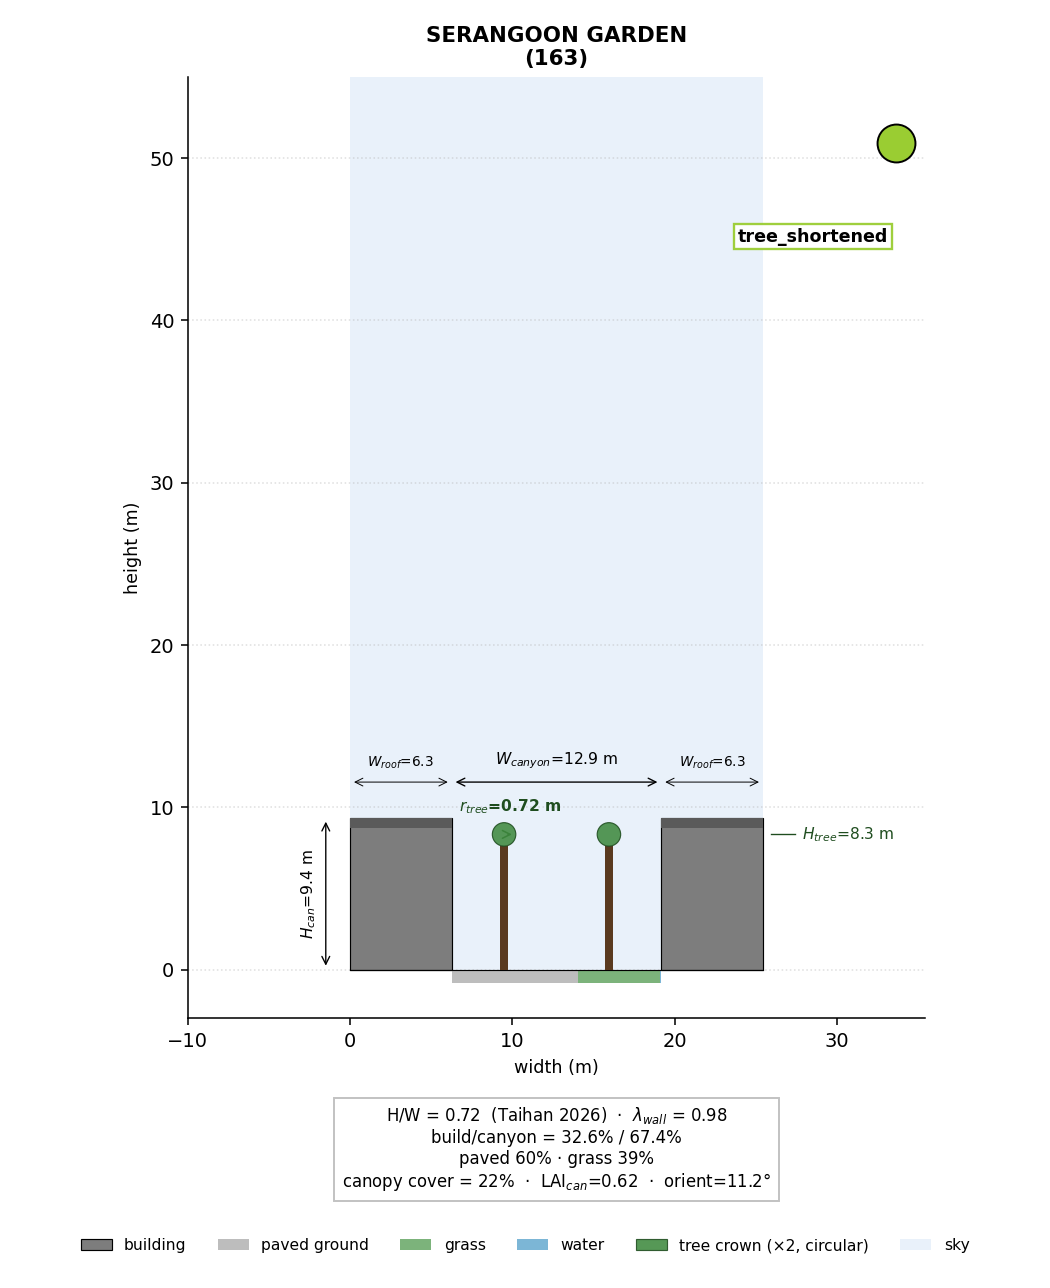 SERANGOON GARDEN
(163)
50
tree_shortened
40
30
height (m)
20
W_roof=6.3
W_canyon=12.9 m
W_roof=6.3
10
r_tree=0.72 m
H_tree=8.3 m
H_can=9.4 m
0
−10 0 10 20 30
width (m)
H/W = 0.72 (Taihan 2026) · λ_wall = 0.98
build/canyon = 32.6% / 67.4%
paved 60% · grass 39%
canopy cover = 22% · LAI_can=0.62 · orient=11.2°
building paved ground grass water tree crown (×2, circular) sky